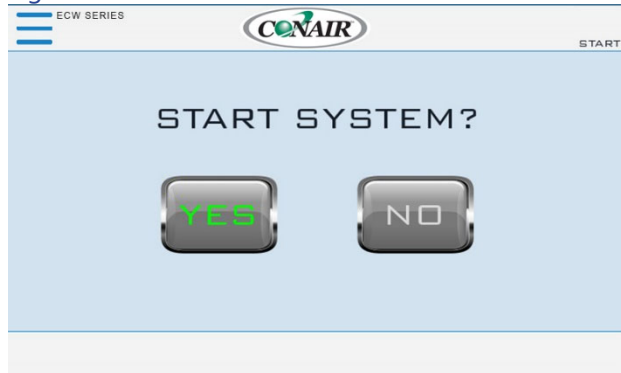 ECW SERIES
CONAIR
START
START SYSTEM?
YES
NO